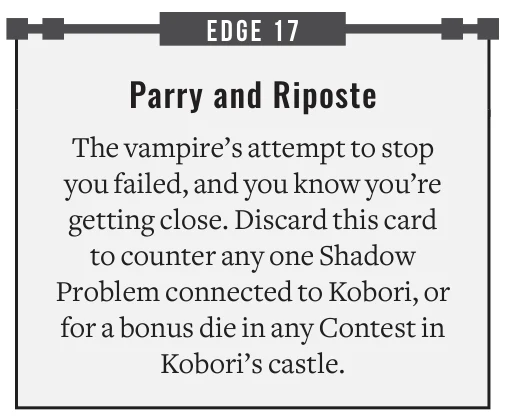 EDGE 17
Parry and Riposte
The vampire’s attempt to stop
you failed, and you know you’re
getting close. Discard this card
to counter any one Shadow
Problem connected to Kobori, or
for a bonus die in any Contest in
Kobori’s castle.